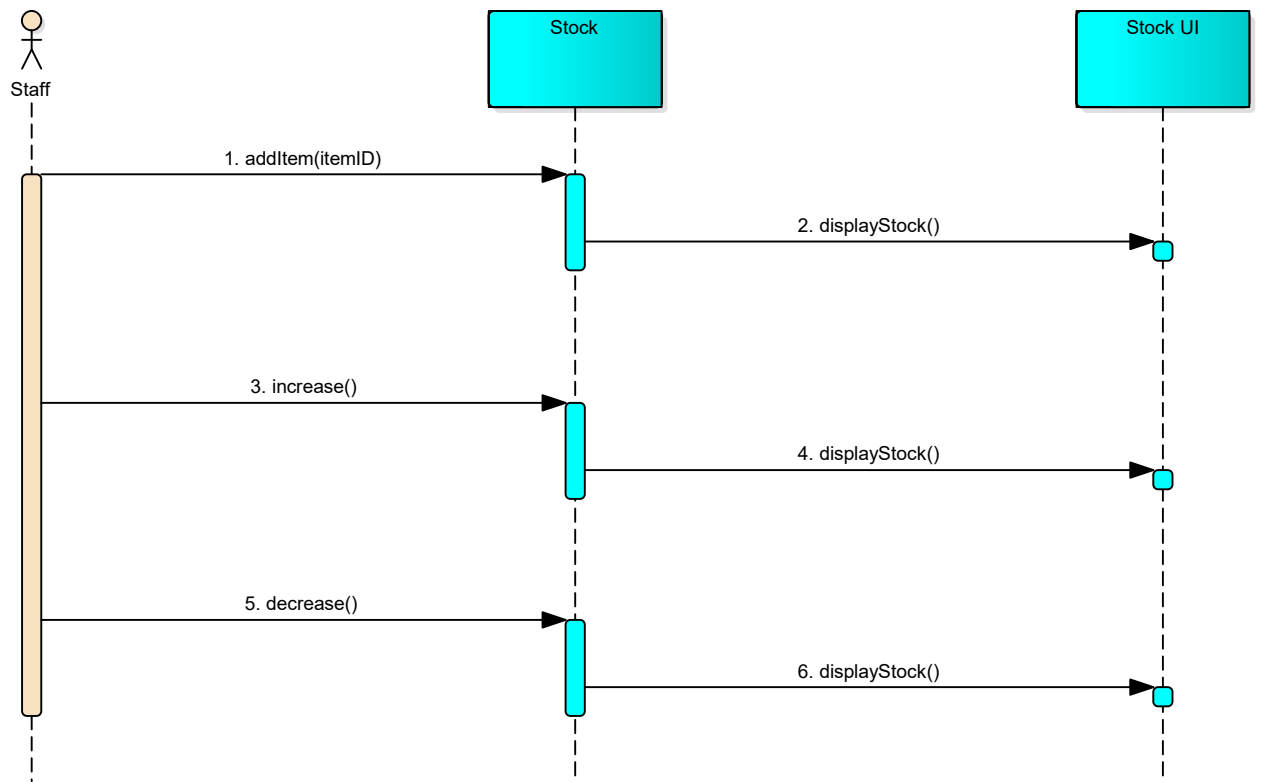 Stock
Stock UI
Staff
1. addItem(itemID)
2. displayStock()
3. increase()
4. displayStock()
5. decrease()
6. displayStock()